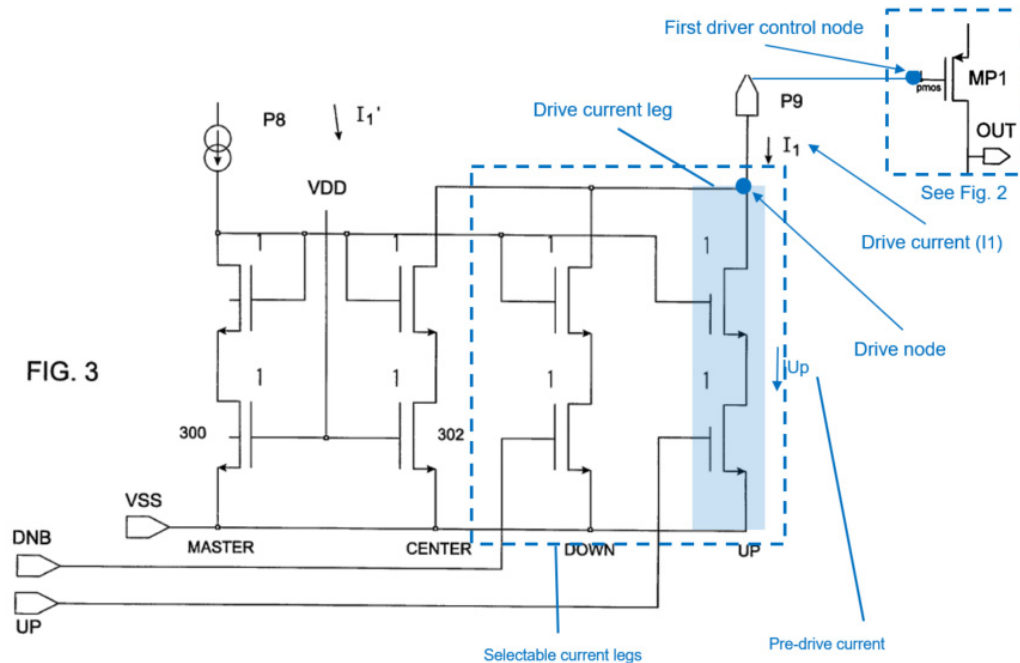 First driver control node
pmos
MP1
OUT
See Fig. 2
P9
P8
I₁'
Drive current leg
I₁
Drive current (I1)
VDD
1
1
1
1
Drive node
FIG. 3
1
1
1
1
Up
300
302
VSS
DNB
MASTER
CENTER
DOWN
UP
UP
Selectable current legs
Pre-drive current